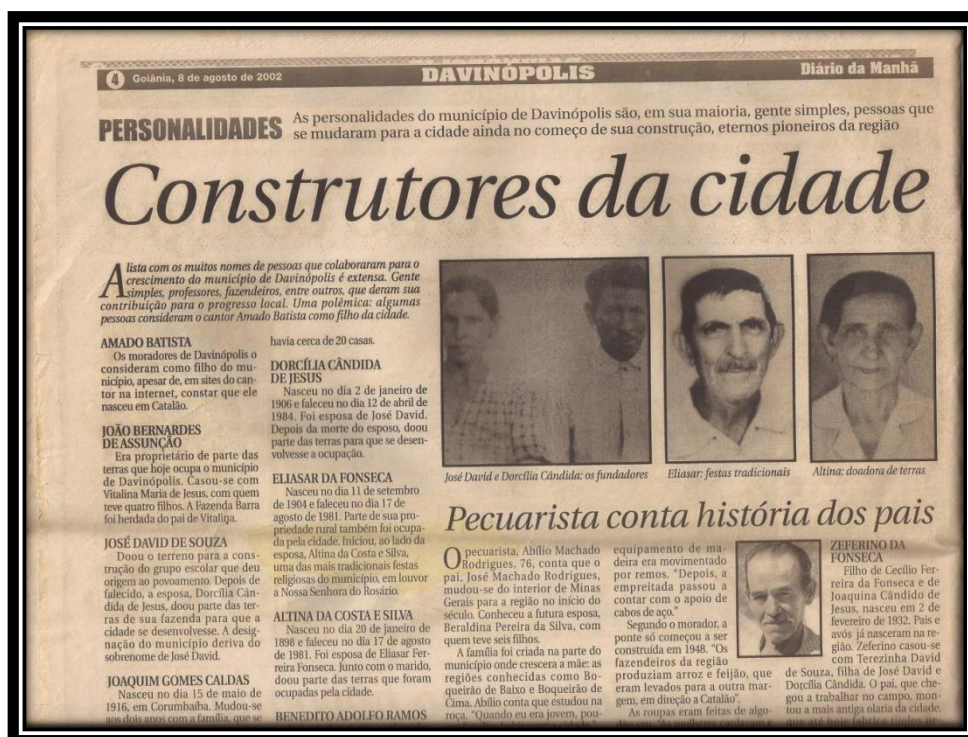 4 Goiânia, 8 de agosto de 2002
DAVINÓPOLIS
Diário da Manhã
PERSONALIDADES
As personalidades do município de Davinópolis são, em sua maioria, gente simples, pessoas que
se mudaram para a cidade ainda no começo de sua construção, eternos pioneiros da região
Construtores da cidade
A lista com os muitos nomes de pessoas que colaboraram para o
crescimento do município de Davinópolis é extensa. Gente
simples, professores, fazendeiros, entre outros, que deram sua
contribuição para o progresso local. Uma polêmica: algumas
pessoas consideram o cantor Amado Batista como filho da cidade.
AMADO BATISTA
Os moradores de Davinópolis o
consideram como filho do mu-
nicípio, apesar de, em sites do can-
tor na internet, constar que ele
nasceu em Catalão.
JOÃO BERNARDES
DE ASSUNÇÃO
Era proprietário de parte das
terras que hoje ocupa o município
de Davinópolis. Casou-se com
Vitalina Maria de Jesus, com quem
teve quatro filhos. A Fazenda Barra
foi herdada do pai de Vitalina.
JOSÉ DAVID DE SOUZA
Doou o terreno para a cons-
trução do grupo escolar que deu
origem ao povoamento. Depois de
falecido, a esposa, Dorcília Cân-
dida de Jesus, doou parte das ter-
ras de sua fazenda para que a
cidade se desenvolvesse. A desig-
nação do município deriva do
sobrenome de José David.
JOAQUIM GOMES CALDAS
Nasceu no dia 15 de maio de
1916, em Corumbaíba. Mudou-se
aos dois anos com a família, que se
havia cerca de 20 casas.
DORCÍLIA CÂNDIDA
DE JESUS
Nasceu no dia 2 de janeiro de
1906 e faleceu no dia 12 de abril de
1984. Foi esposa de José David.
Depois da morte do esposo, doou
parte das terras para que se desen-
volvesse a ocupação.
ELIASAR DA FONSECA
Nasceu no dia 11 de setembro
de 1904 e faleceu no dia 17 de
agosto de 1981. Parte de sua pro-
priedade rural também foi ocupa-
da pela cidade. Iniciou, ao lado da
esposa, Altina da Costa e Silva,
uma das mais tradicionais festas
religiosas do município, em louvor
a Nossa Senhora do Rosário.
ALTINA DA COSTA E SILVA
Nasceu no dia 20 de janeiro de
1898 e faleceu no dia 17 de agosto
de 1981. Foi esposa de Eliasar Fer-
reira Fonseca. Junto com o marido,
doou parte das terras que foram
ocupadas pela cidade.
BENEDITO ADOLFO RAMOS
José David e Dorcília Cândida: os fundadores
Eliasar: festas tradicionais
Altina: doadora de terras
Pecuarista conta história dos pais
O pecuarista, Abílio Machado
Rodrigues, 76, conta que o
pai, José Machado Rodrigues,
mudou-se do interior de Minas
Gerais para a região no início do
século. Conheceu a futura esposa,
Beraldina Pereira da Silva, com
quem teve seis filhos.
A família foi criada na parte do
município onde crescera a mãe: as
regiões conhecidas como Bo-
queirão de Baixo e Boqueirão de
Cima. Abílio conta que estudou na
roça. "Quando eu era jovem, pou-
equipamento de ma-
deira era movimentado
por remos. "Depois, a
empreitada passou a
contar com o apoio de
cabos de aço."
Segundo o morador, a
ponte só começou a ser
construída em 1948. "Os
fazendeiros da região
produziam arroz e feijão, que
eram levados para a outra mar-
gem, em direção a Catalão".
As roupas eram feitas de algo-
ZEFERINO DA
FONSECA
Filho de Cecílio Fer-
reira da Fonseca e de
Joaquina Cândido de
Jesus, nasceu em 2 de
fevereiro de 1932. Pais e
avós já nasceram na re-
gião. Zeferino casou-se
com Terezinha David
de Souza, filha de José David e
Dorcília Cândida. O pai, que che-
gou a trabalhar no campo, mon-
tou a mais antiga olaria da cidade,
que até hoje fabrica tijolos